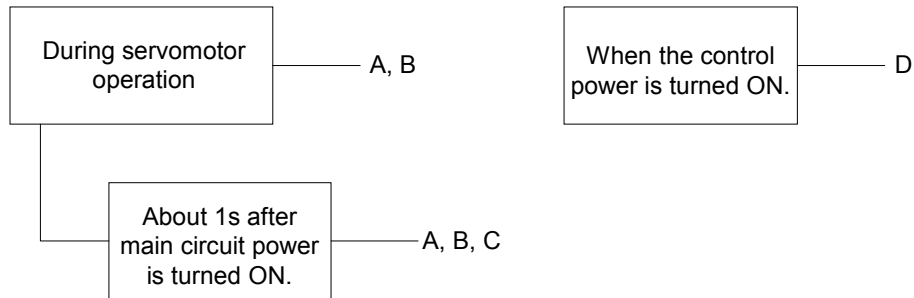 During servomotor
operation
A, B
When the control
power is turned ON.
D
About 1s after
main circuit power
is turned ON.
A, B, C